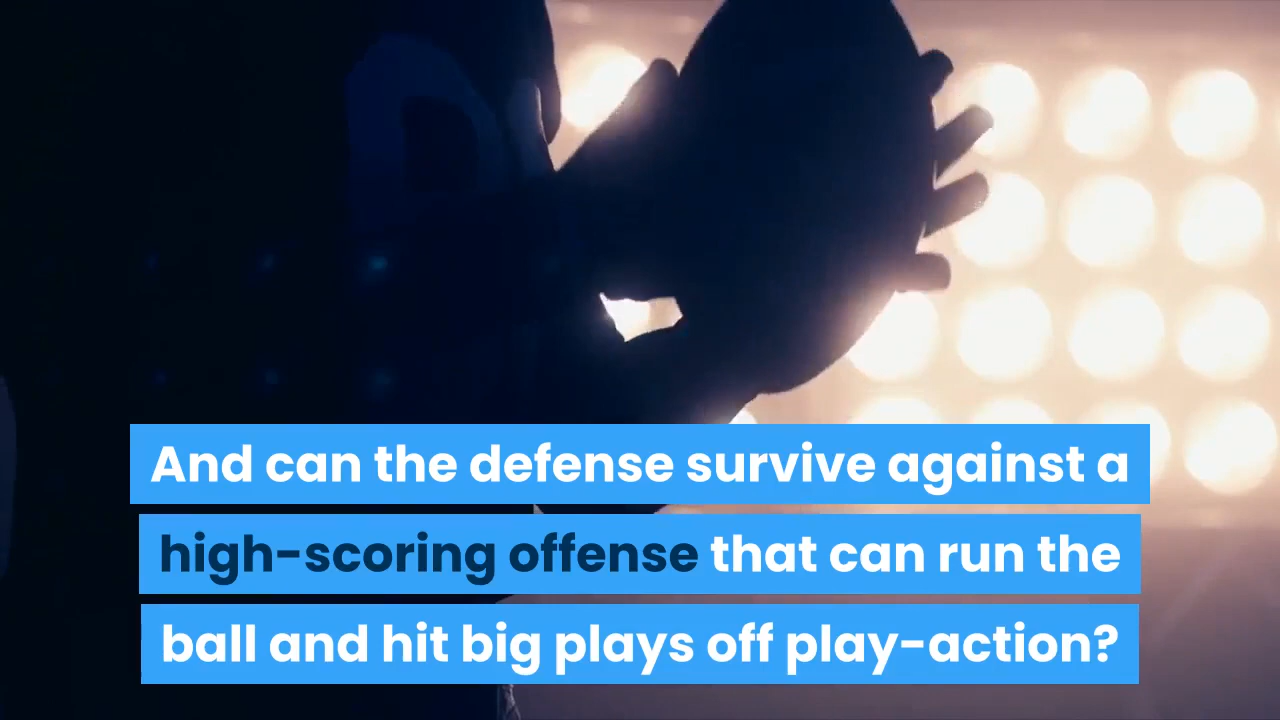 And can the defense survive against a
high-scoring offense that can run the
ball and hit big plays off play-action?